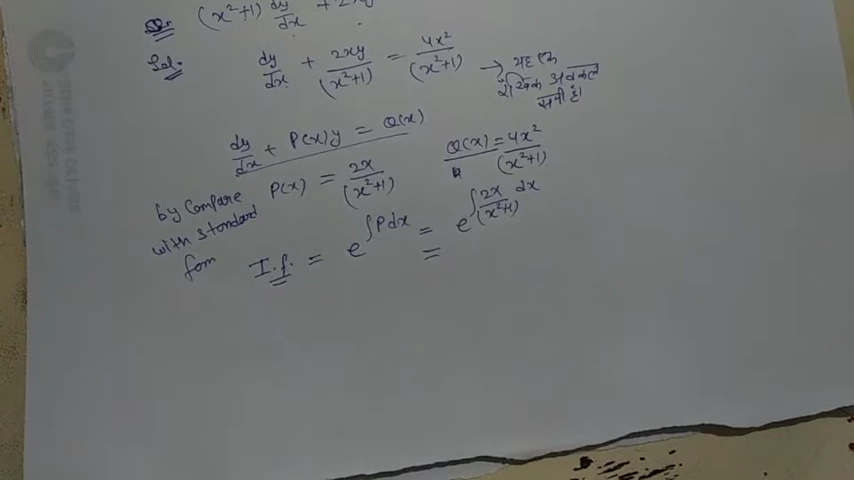 Qn: (x²+1) dy/dx + 2xy
Sol: dy/dx + 2xy/(x²+1) = 4x²/(x²+1) → यह एक
रैखिक अवकल
समी है।
dy/dx + P(x)y = Q(x)
by compare P(x) = 2x/(x²+1) Q(x) = 4x²/(x²+1)
with standard
form I.f. = e^∫Pdx = e^∫2x/(x²+1) dx
=